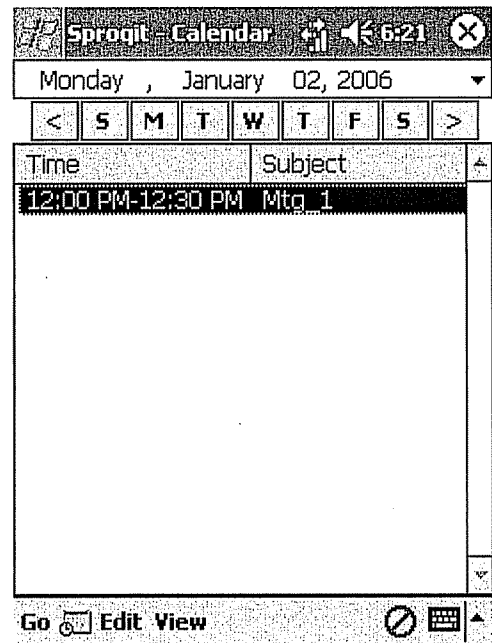 Sproqit - Calendar 6:21
Monday , January 02, 2006
< S M T W T F S >
Time Subject
12:00 PM-12:30 PM Mtg_1
Go Edit View